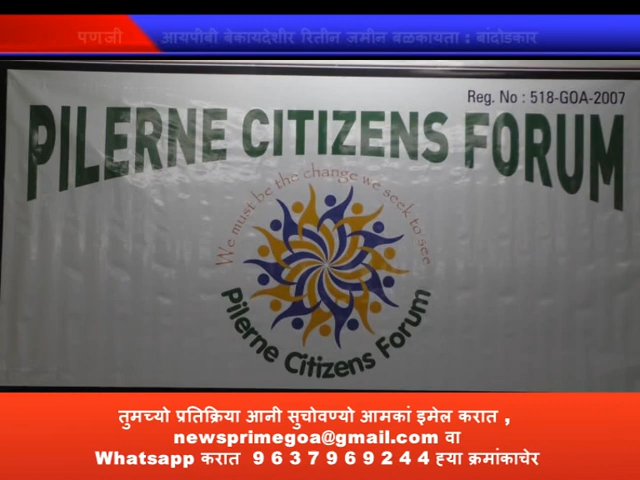 पणजी
आयपीबी बेकायदेशीर रितीन जमीन बळकायता : बांदोडकार
Reg. No : 518-GOA-2007
PILERNE CITIZENS FORUM
We must be the change we seek to see
Pilerne Citizens Forum
तुमच्यो प्रतिक्रिया आनी सुचोवण्यो आमकां इमेल करात ,
newsprimegoa@gmail.com वा
Whatsapp करात 9 6 3 7 9 6 9 2 4 4 ह्या क्रमांकाचेर